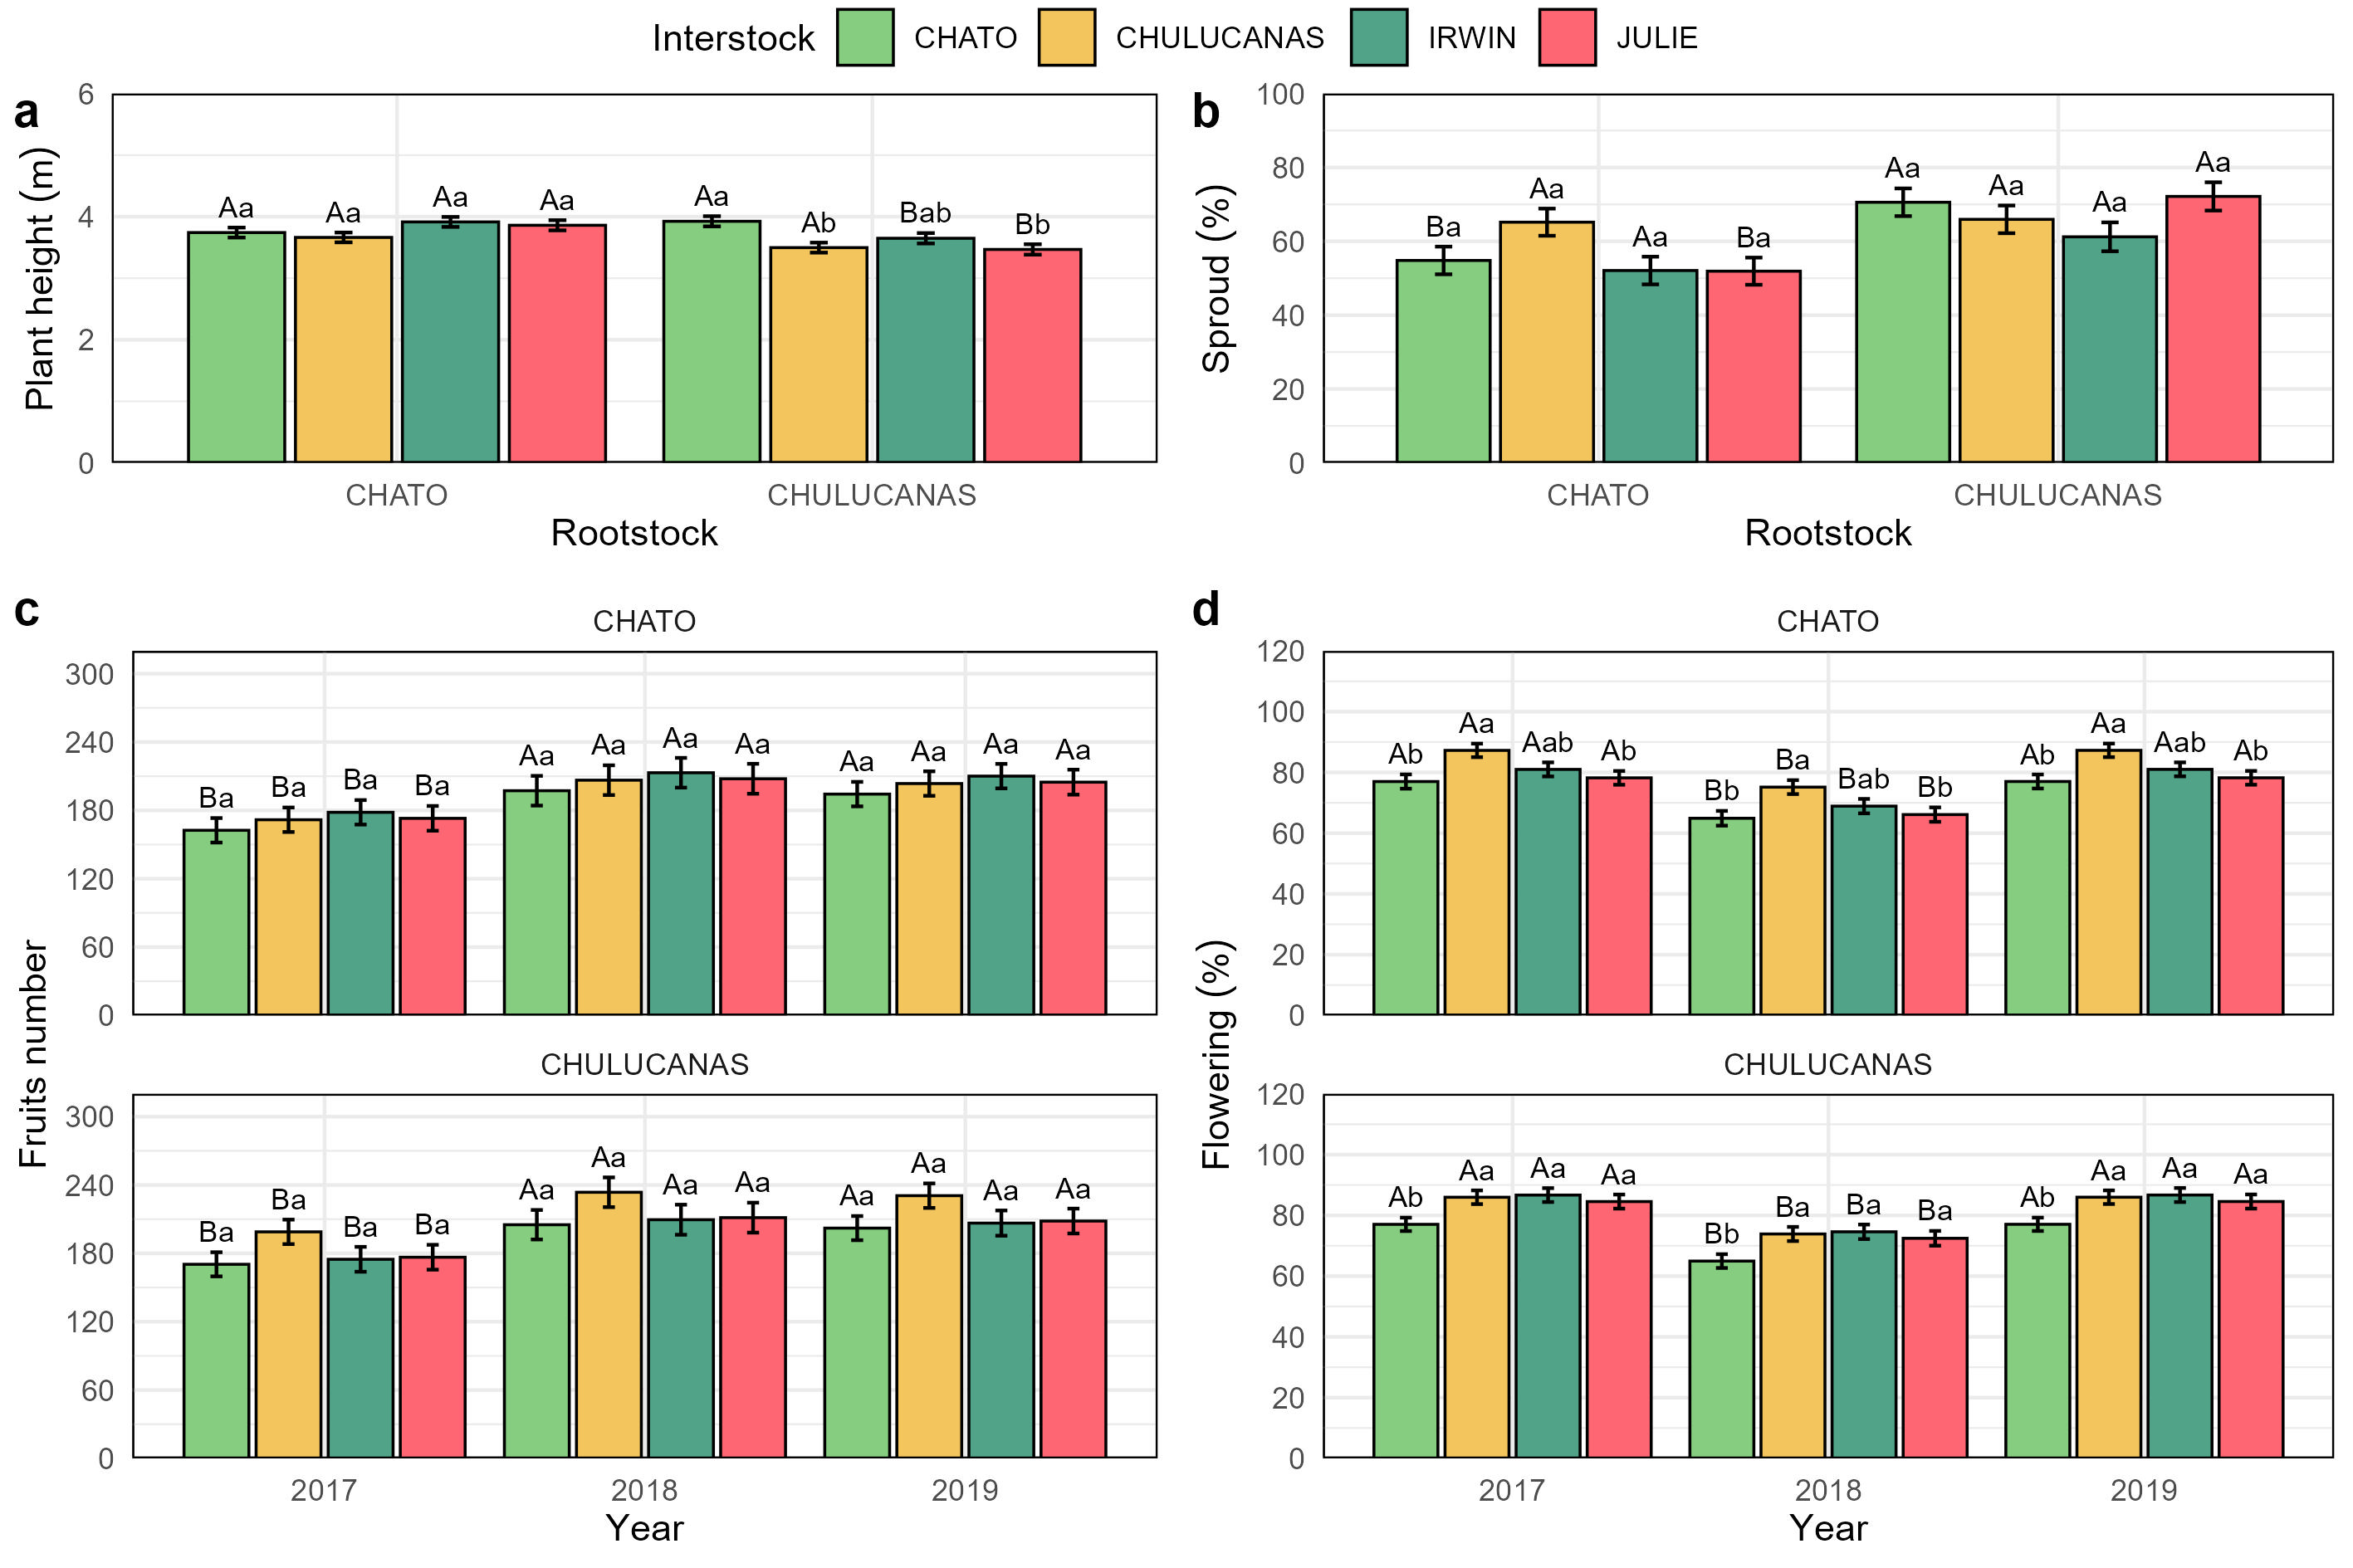 Interstock CHATO CHULUCANAS IRWIN JULIE
a
Plant height (m)
6
4
2
0
Aa Aa Aa Aa Aa Ab Bab Bb
CHATO CHULUCANAS
Rootstock
b
Sproud (%)
100
80
60
40
20
0
Ba Aa Aa Ba Aa Aa Aa Aa
CHATO CHULUCANAS
Rootstock
c
Fruits number
CHATO
300
240
180
120
60
0
Ba Ba Ba Ba Aa Aa Aa Aa Aa Aa Aa Aa
CHULUCANAS
300
240
180
120
60
0
Ba Ba Ba Ba Aa Aa Aa Aa Aa Aa Aa Aa
2017 2018 2019
Year
d
Flowering (%)
CHATO
120
100
80
60
40
20
0
Ab Aa Aab Ab Bb Ba Bab Bb Ab Aa Aab Ab
CHULUCANAS
120
100
80
60
40
20
0
Ab Aa Aa Aa Bb Ba Ba Ba Ab Aa Aa Aa
2017 2018 2019
Year